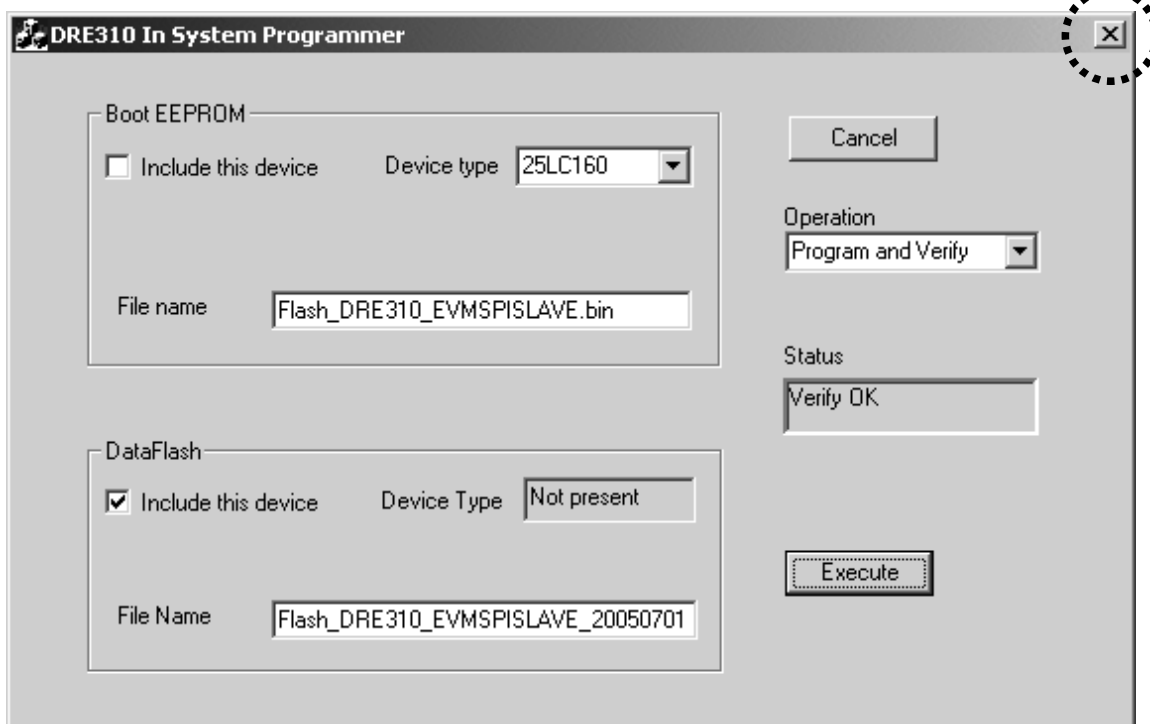 DRE310 In System Programmer
Boot EEPROM
Include this device Device type 25LC160
File name Flash_DRE310_EVMSPISLAVE.bin
DataFlash
Include this device Device Type Not present
File Name Flash_DRE310_EVMSPISLAVE_20050701
Cancel
Operation
Program and Verify
Status
Verify OK
Execute